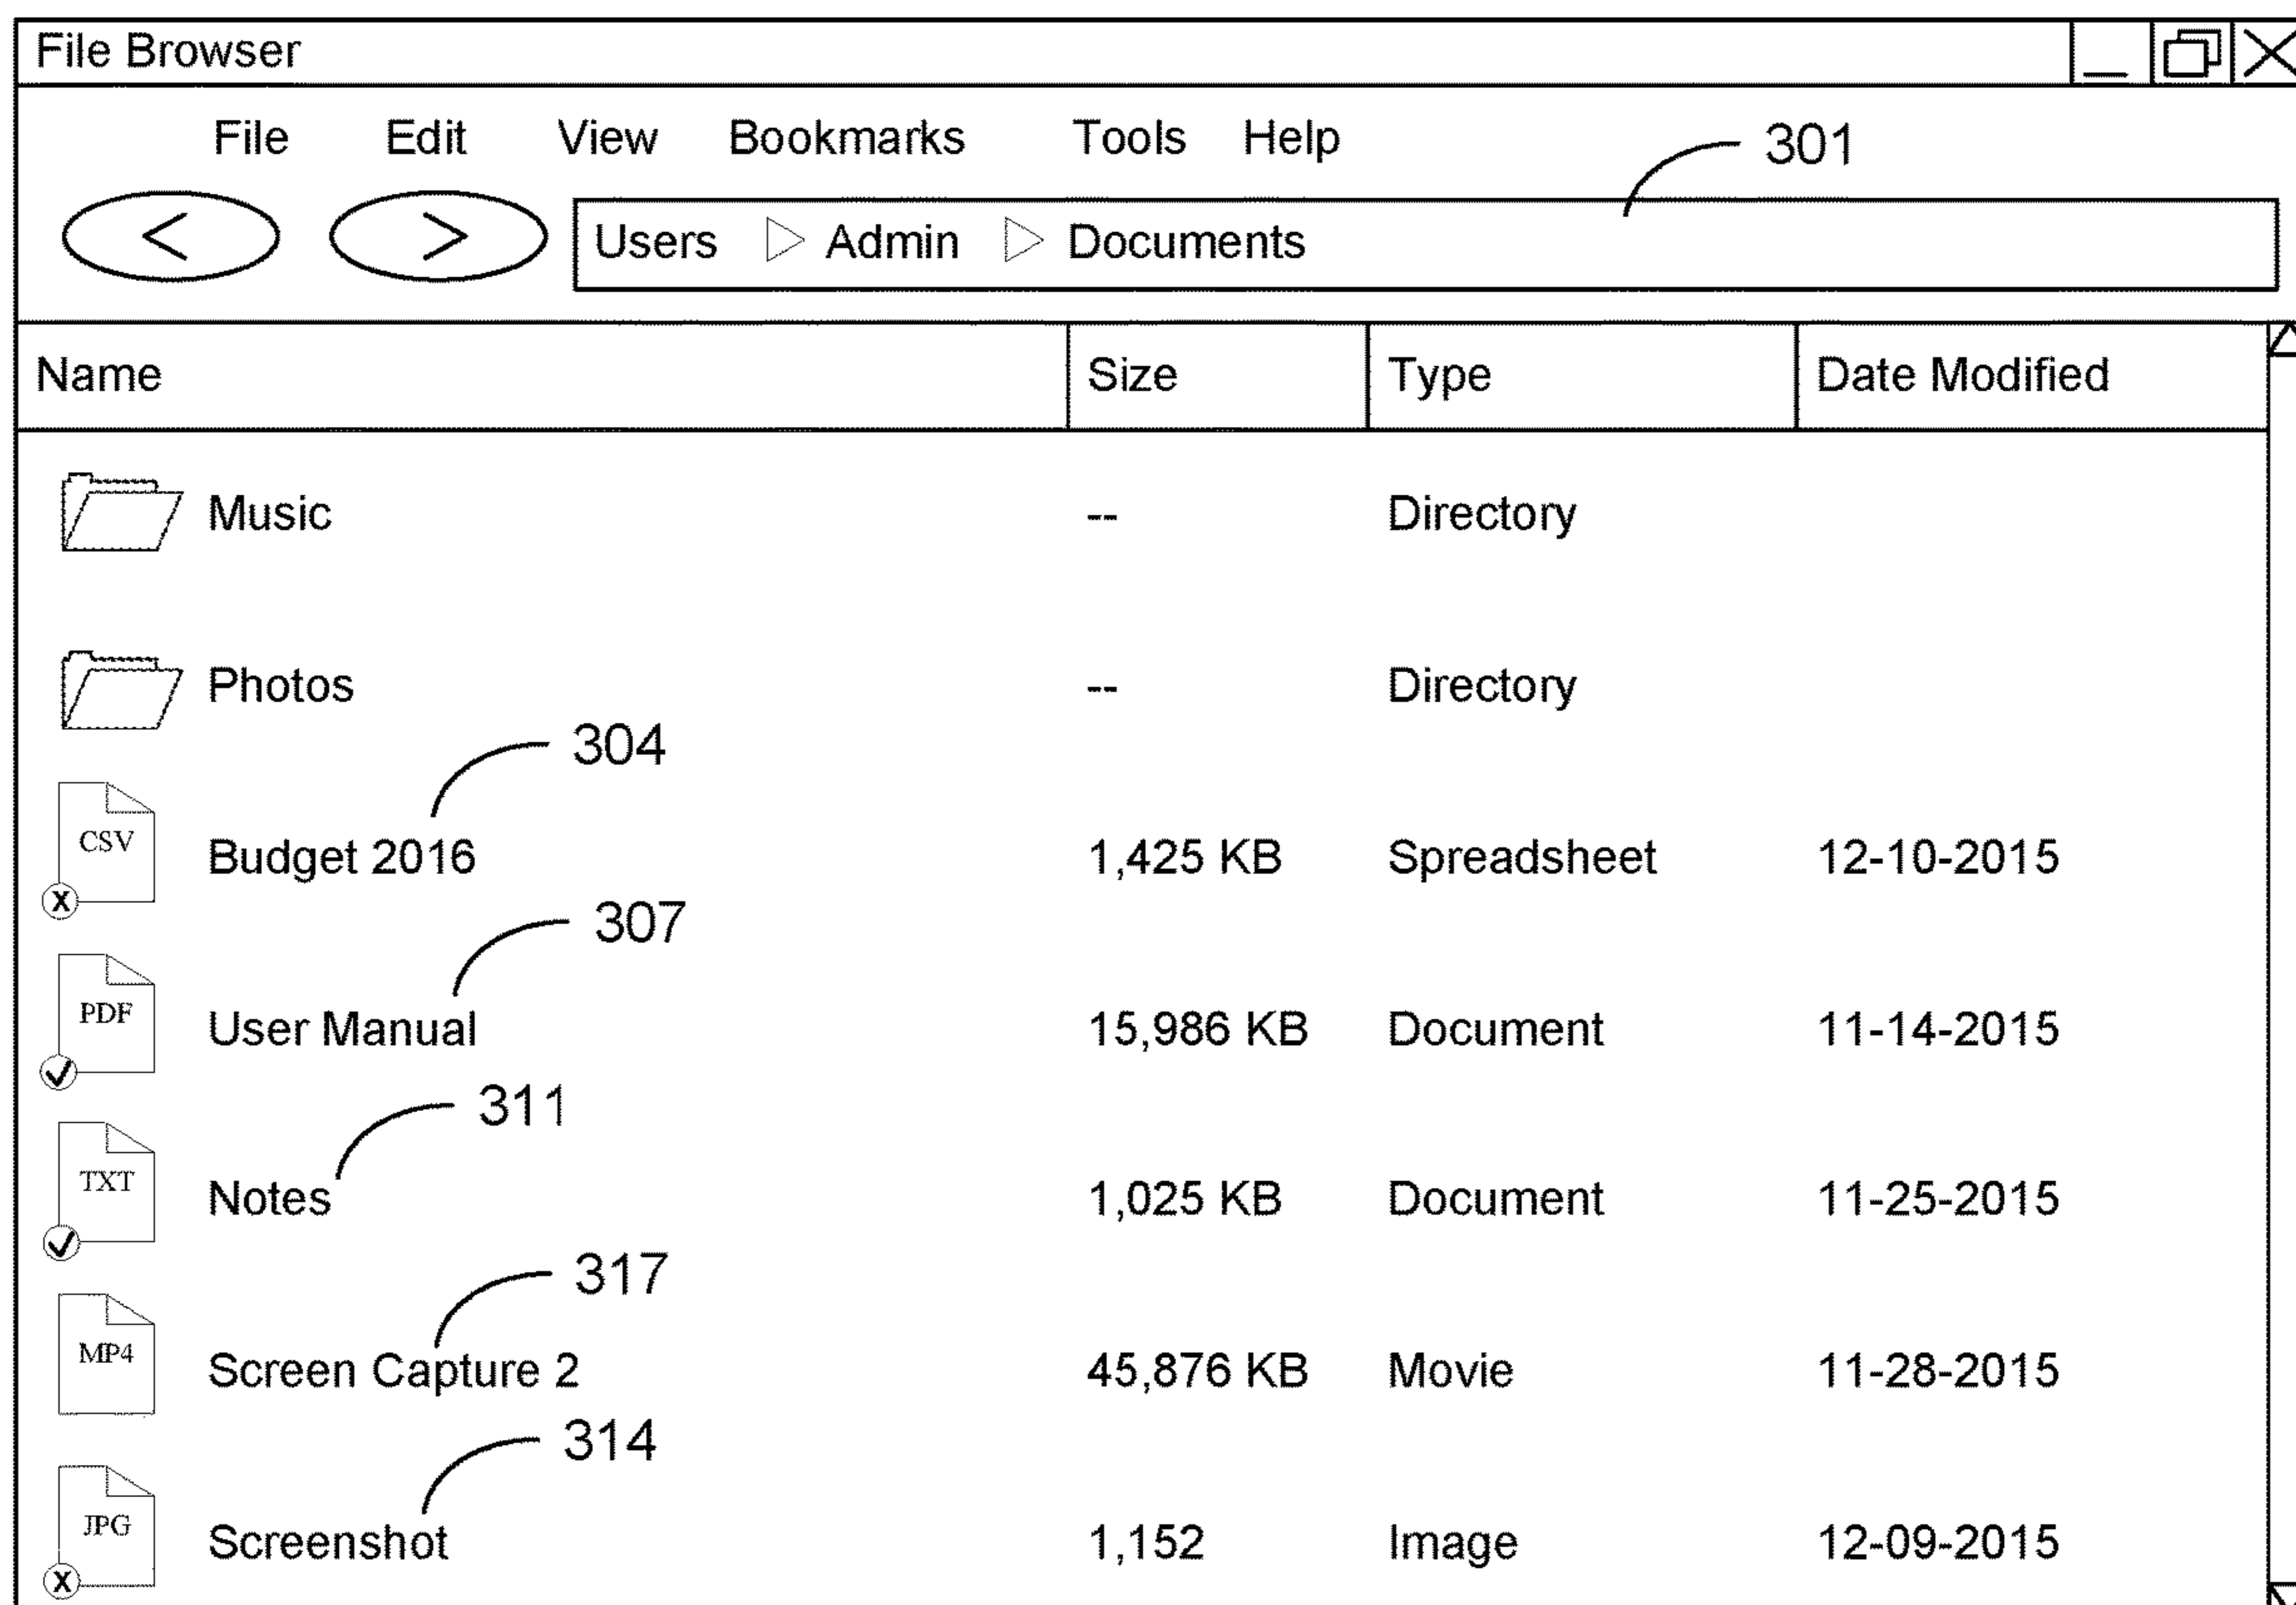 File Browser
File Edit View Bookmarks Tools Help
301
< > Users Admin Documents
Name Size Type Date Modified
Music -- Directory
Photos -- Directory
304
CSV Budget 2016 1,425 KB Spreadsheet 12-10-2015
X
307
PDF User Manual 15,986 KB Document 11-14-2015
311
TXT Notes 1,025 KB Document 11-25-2015
317
MP4 Screen Capture 2 45,876 KB Movie 11-28-2015
314
JPG Screenshot 1,152 Image 12-09-2015
X